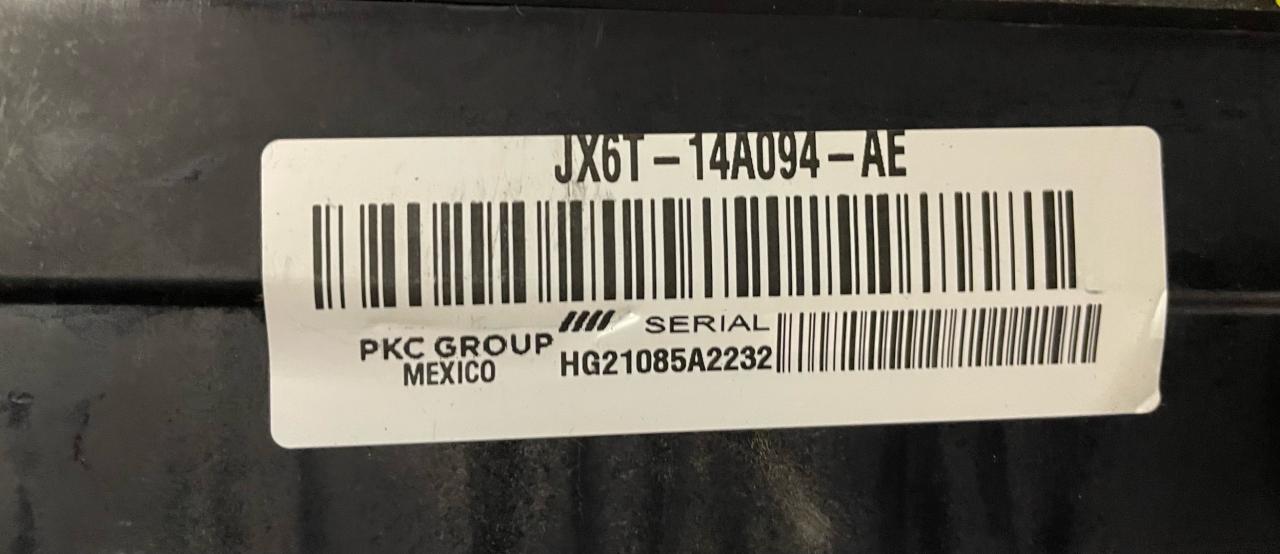 JX6T-14A094-AE
PKC GROUP
MEXICO
SERIAL
HG21085A2232